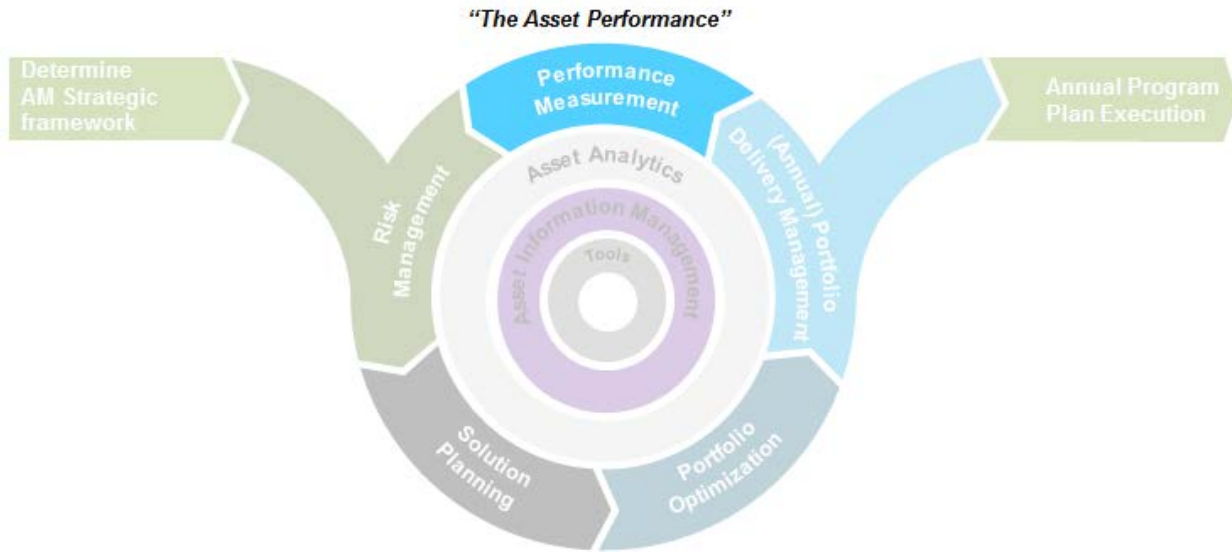 “The Asset Performance”
Determine
AM Strategic
framework
Performance
Measurement
Annual Program
Plan Execution
Risk
Management
Asset Analytics
Asset Information Management
Tools
(Annual) Portfolio
Delivery Management
Solution
Planning
Portfolio
Optimization